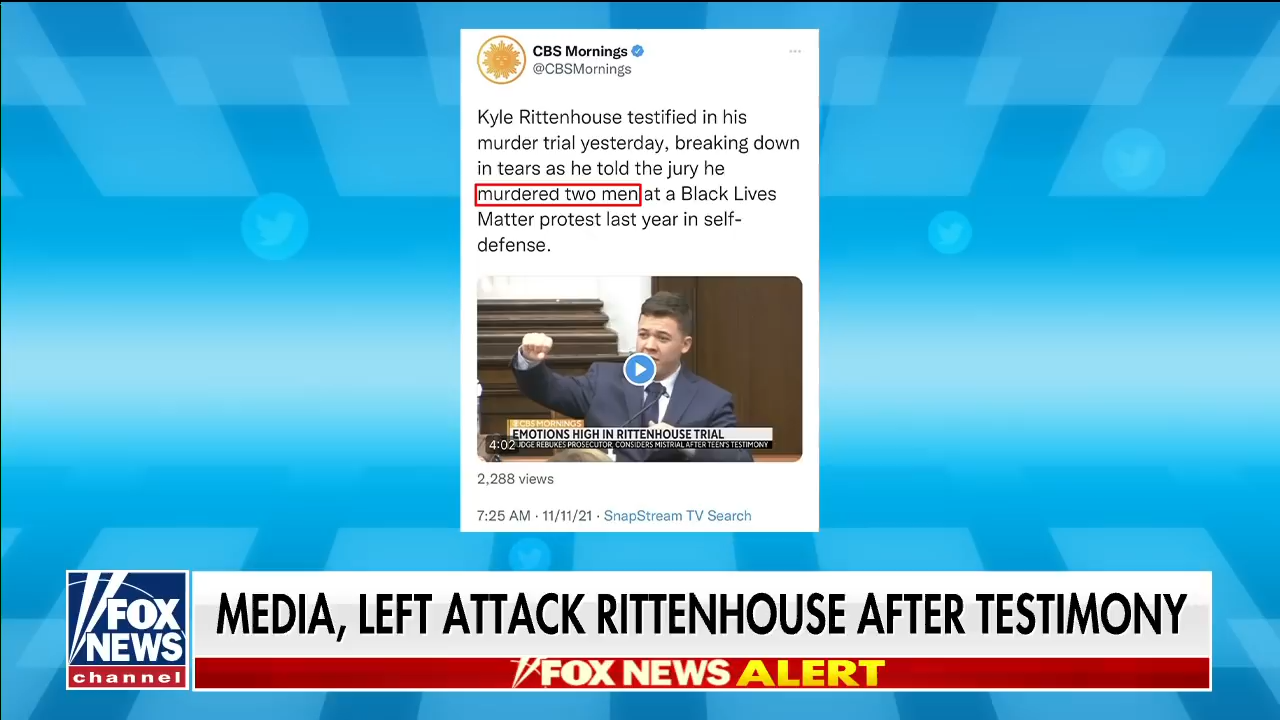 CBS Mornings
@CBSMornings
Kyle Rittenhouse testified in his
murder trial yesterday, breaking down
in tears as he told the jury he
murdered two men at a Black Lives
Matter protest last year in self-
defense.
CBS MORNINGS
EMOTIONS HIGH IN RITTENHOUSE TRIAL
4:02
REBUKES PROSECUTOR, CONSIDERS MISTRIAL AFTER TEEN'S TESTIMONY
2,288 views
7:25 AM · 11/11/21 · SnapStream TV Search
FOX
NEWS
channel
MEDIA, LEFT ATTACK RITTENHOUSE AFTER TESTIMONY
FOX NEWS ALERT